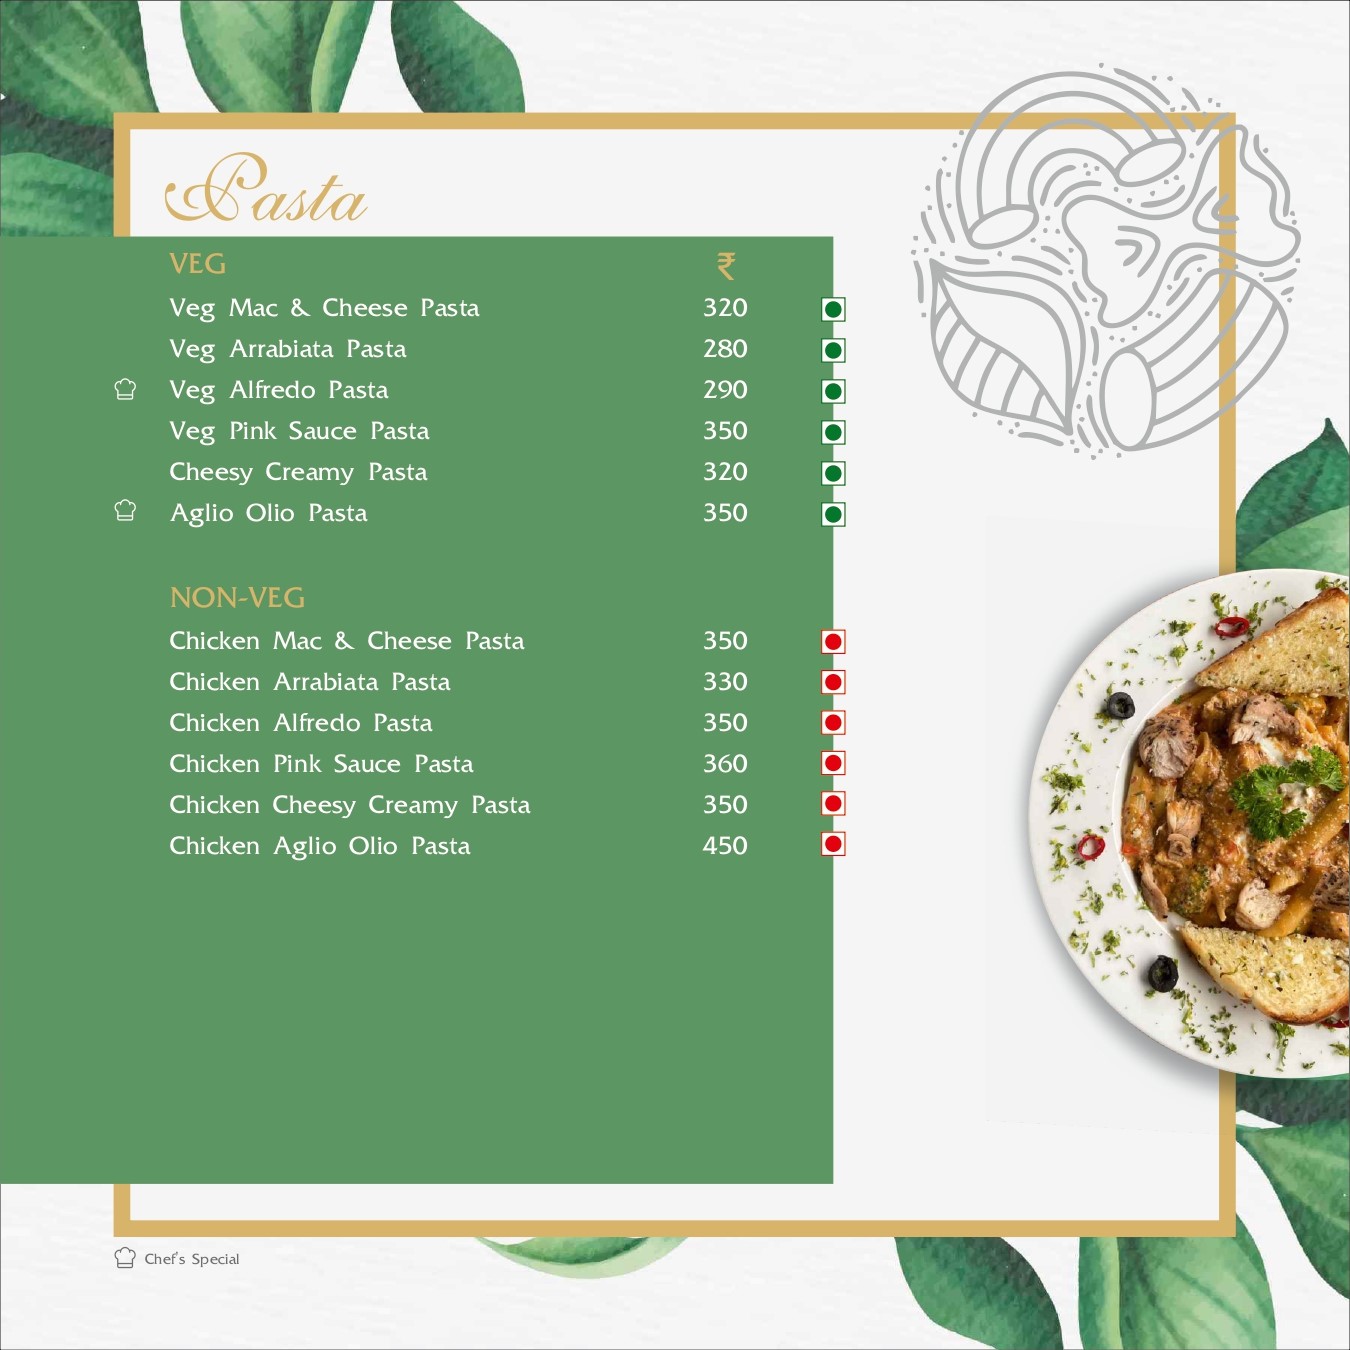 Pasta
VEG ₹
Veg Mac & Cheese Pasta 320
Veg Arrabiata Pasta 280
Veg Alfredo Pasta 290
Veg Pink Sauce Pasta 350
Cheesy Creamy Pasta 320
Aglio Olio Pasta 350
NON-VEG
Chicken Mac & Cheese Pasta 350
Chicken Arrabiata Pasta 330
Chicken Alfredo Pasta 350
Chicken Pink Sauce Pasta 360
Chicken Cheesy Creamy Pasta 350
Chicken Aglio Olio Pasta 450
Chef's Special